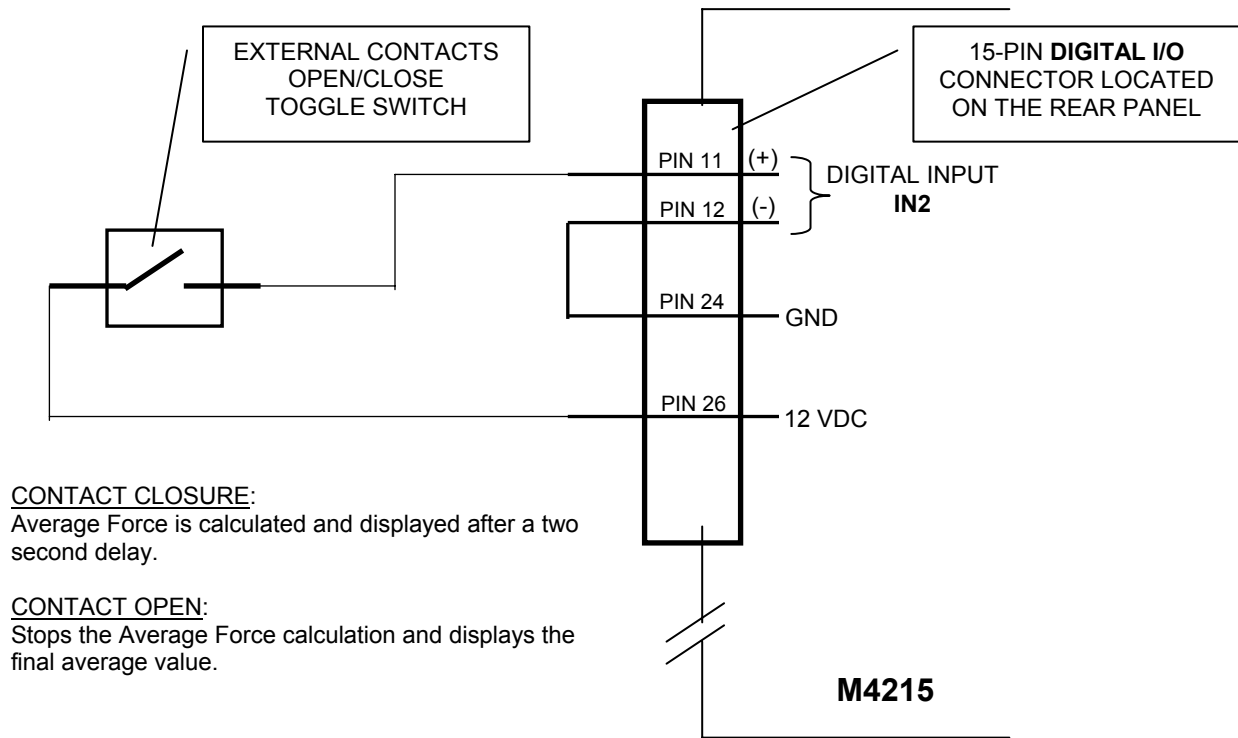 EXTERNAL CONTACTS
OPEN/CLOSE
TOGGLE SWITCH
15-PIN DIGITAL I/O
CONNECTOR LOCATED
ON THE REAR PANEL
PIN 11
(+)
DIGITAL INPUT
IN2
PIN 12
(-)
PIN 24
GND
PIN 26
12 VDC
CONTACT CLOSURE:
Average Force is calculated and displayed after a two
second delay.
CONTACT OPEN:
Stops the Average Force calculation and displays the
final average value.
M4215